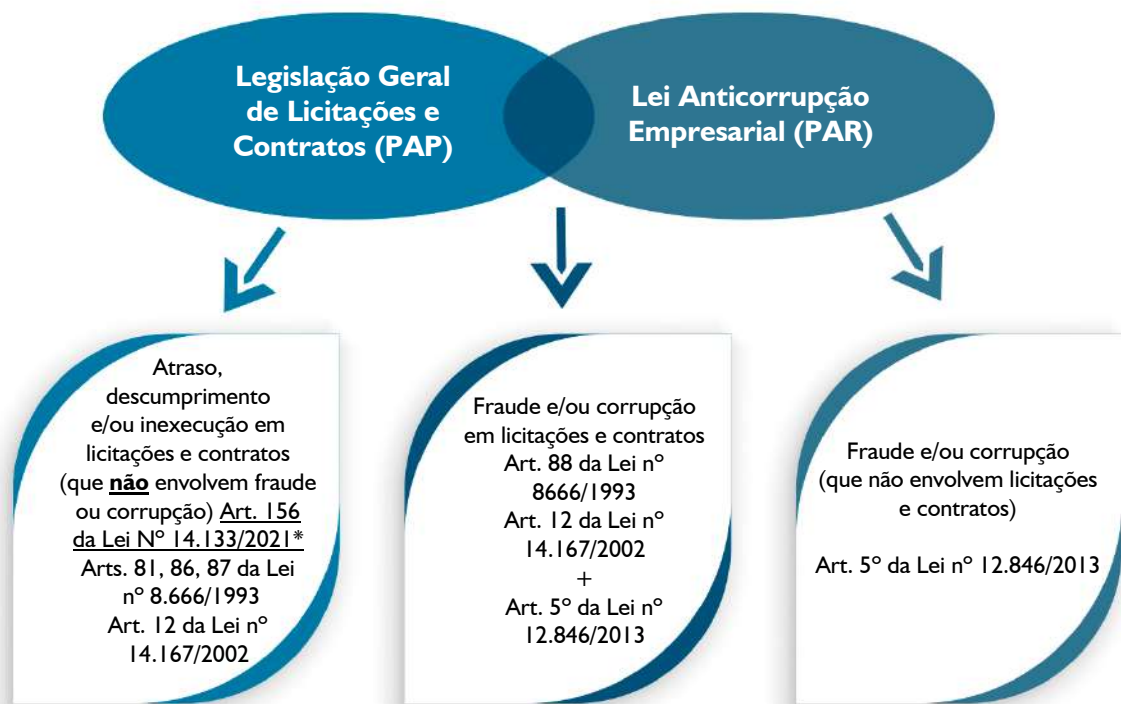 Legislação Geral
de Licitações e
Contratos (PAP)
Lei Anticorrupção
Empresarial (PAR)
Atraso,
descumprimento
e/ou inexecução em
licitações e contratos
(que não envolvem fraude
ou corrupção) Art. 156
da Lei Nº 14.133/2021*
Arts. 81, 86, 87 da Lei
nº 8.666/1993
Art. 12 da Lei nº
14.167/2002
Fraude e/ou corrupção
em licitações e contratos
Art. 88 da Lei nº
8666/1993
Art. 12 da Lei nº
14.167/2002
+
Art. 5º da Lei nº
12.846/2013
Fraude e/ou corrupção
(que não envolvem licitações
e contratos)
Art. 5º da Lei nº 12.846/2013